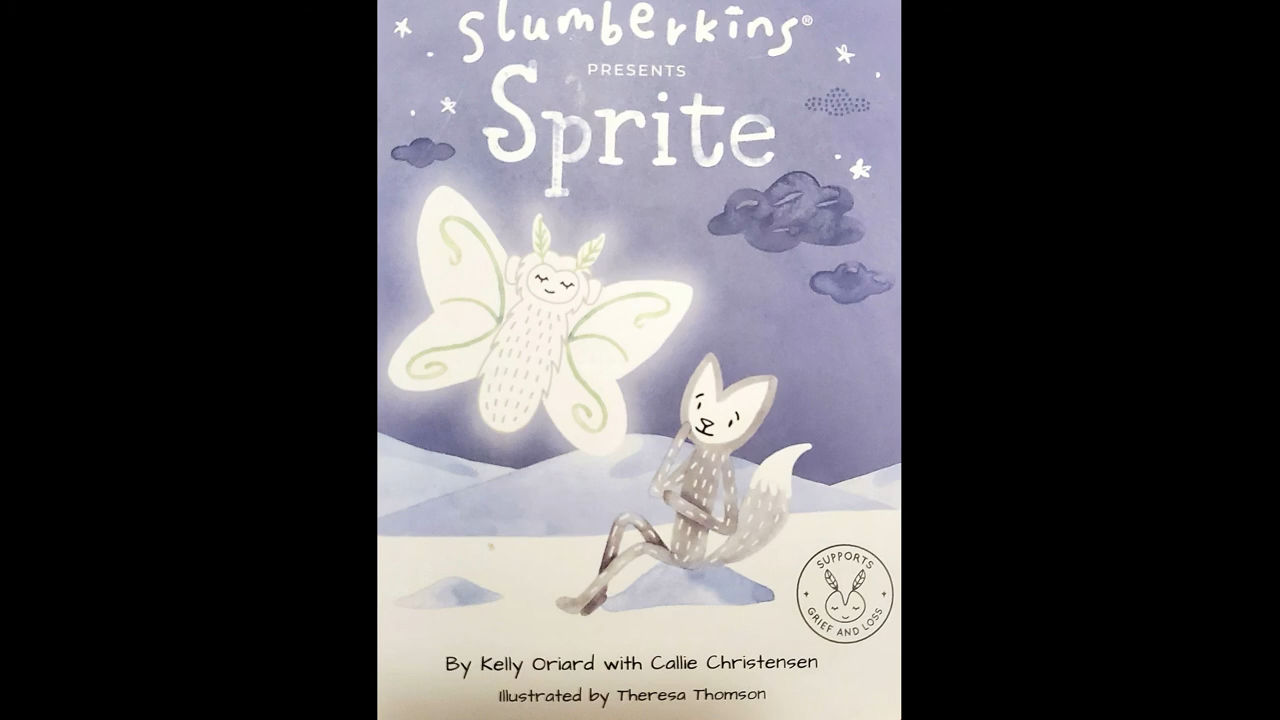 slumberkins®
PRESENTS
Sprite
SUPPORTS
GRIEF AND LOSS
By Kelly Oriard with Callie Christensen
Illustrated by Theresa Thomson